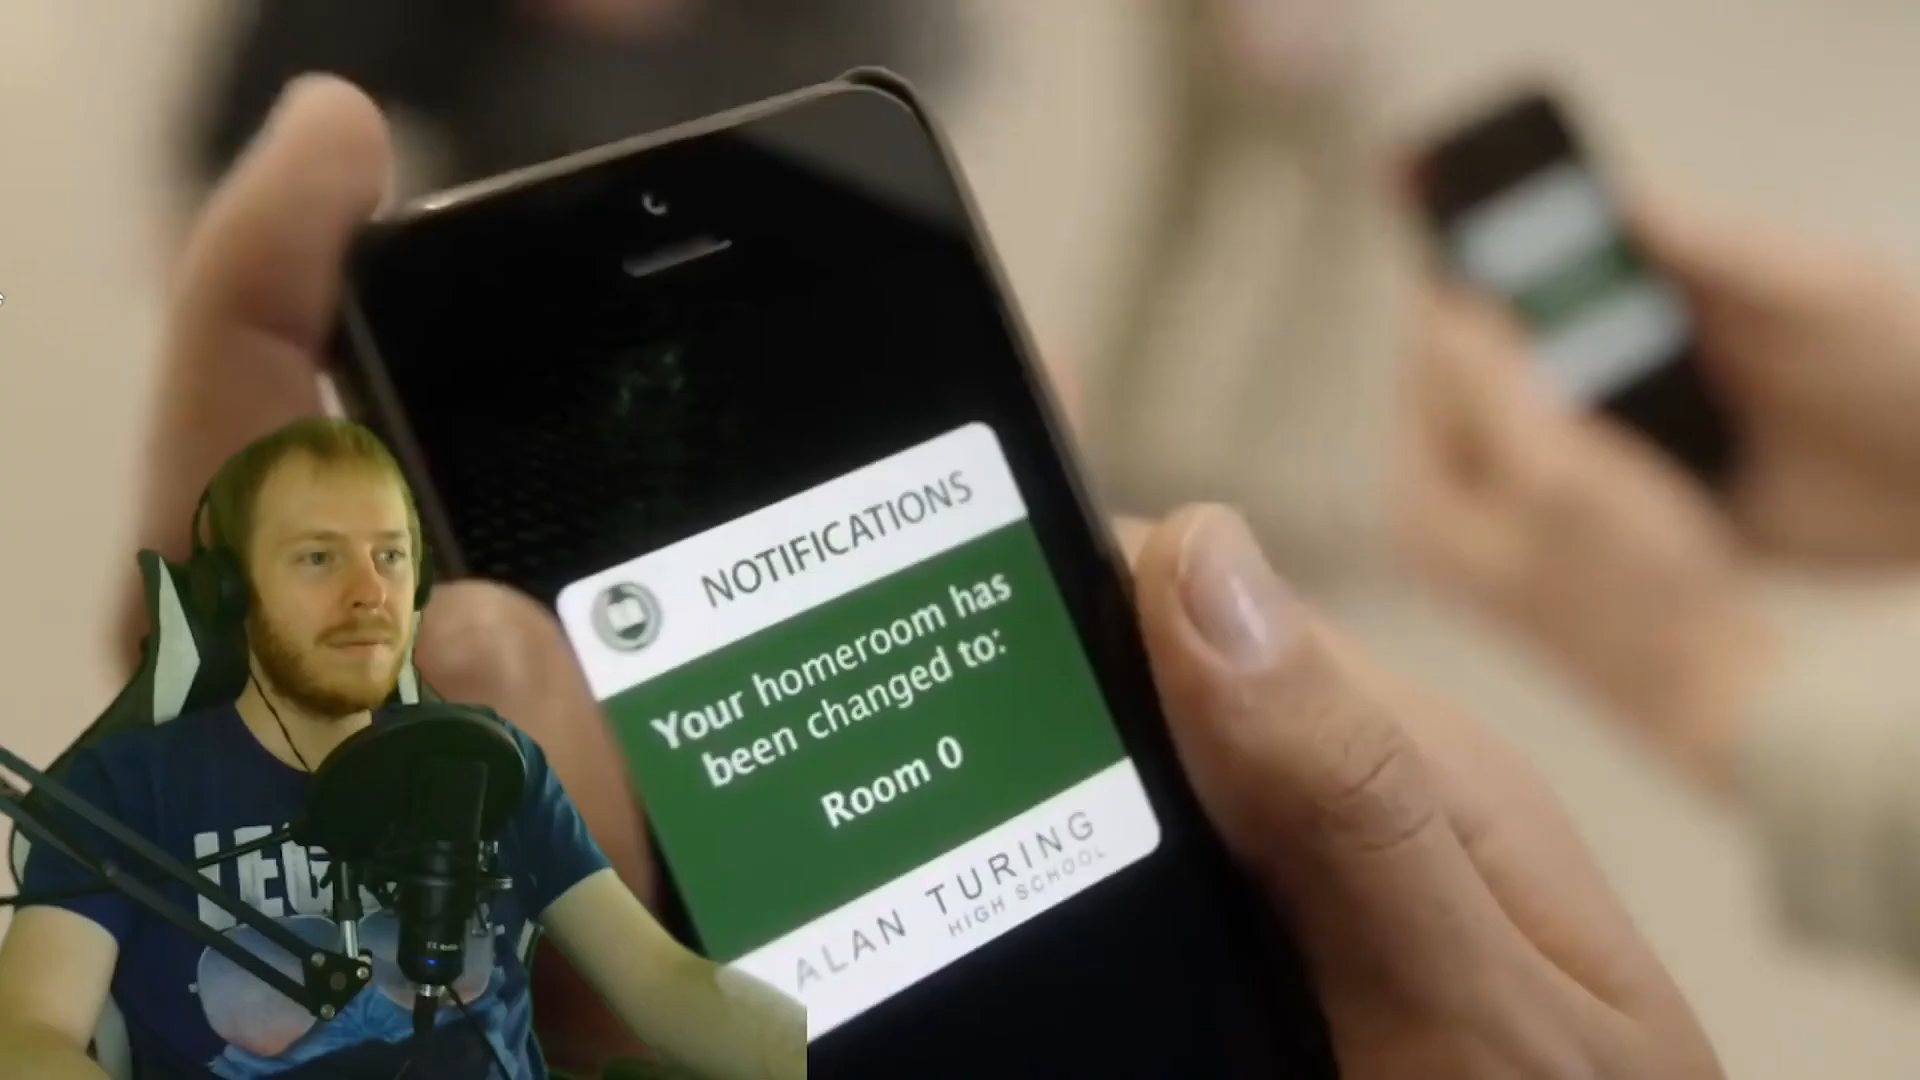 NOTIFICATIONS
Your homeroom has
been changed to:
Room 0
ALAN TURING
HIGH SCHOOL